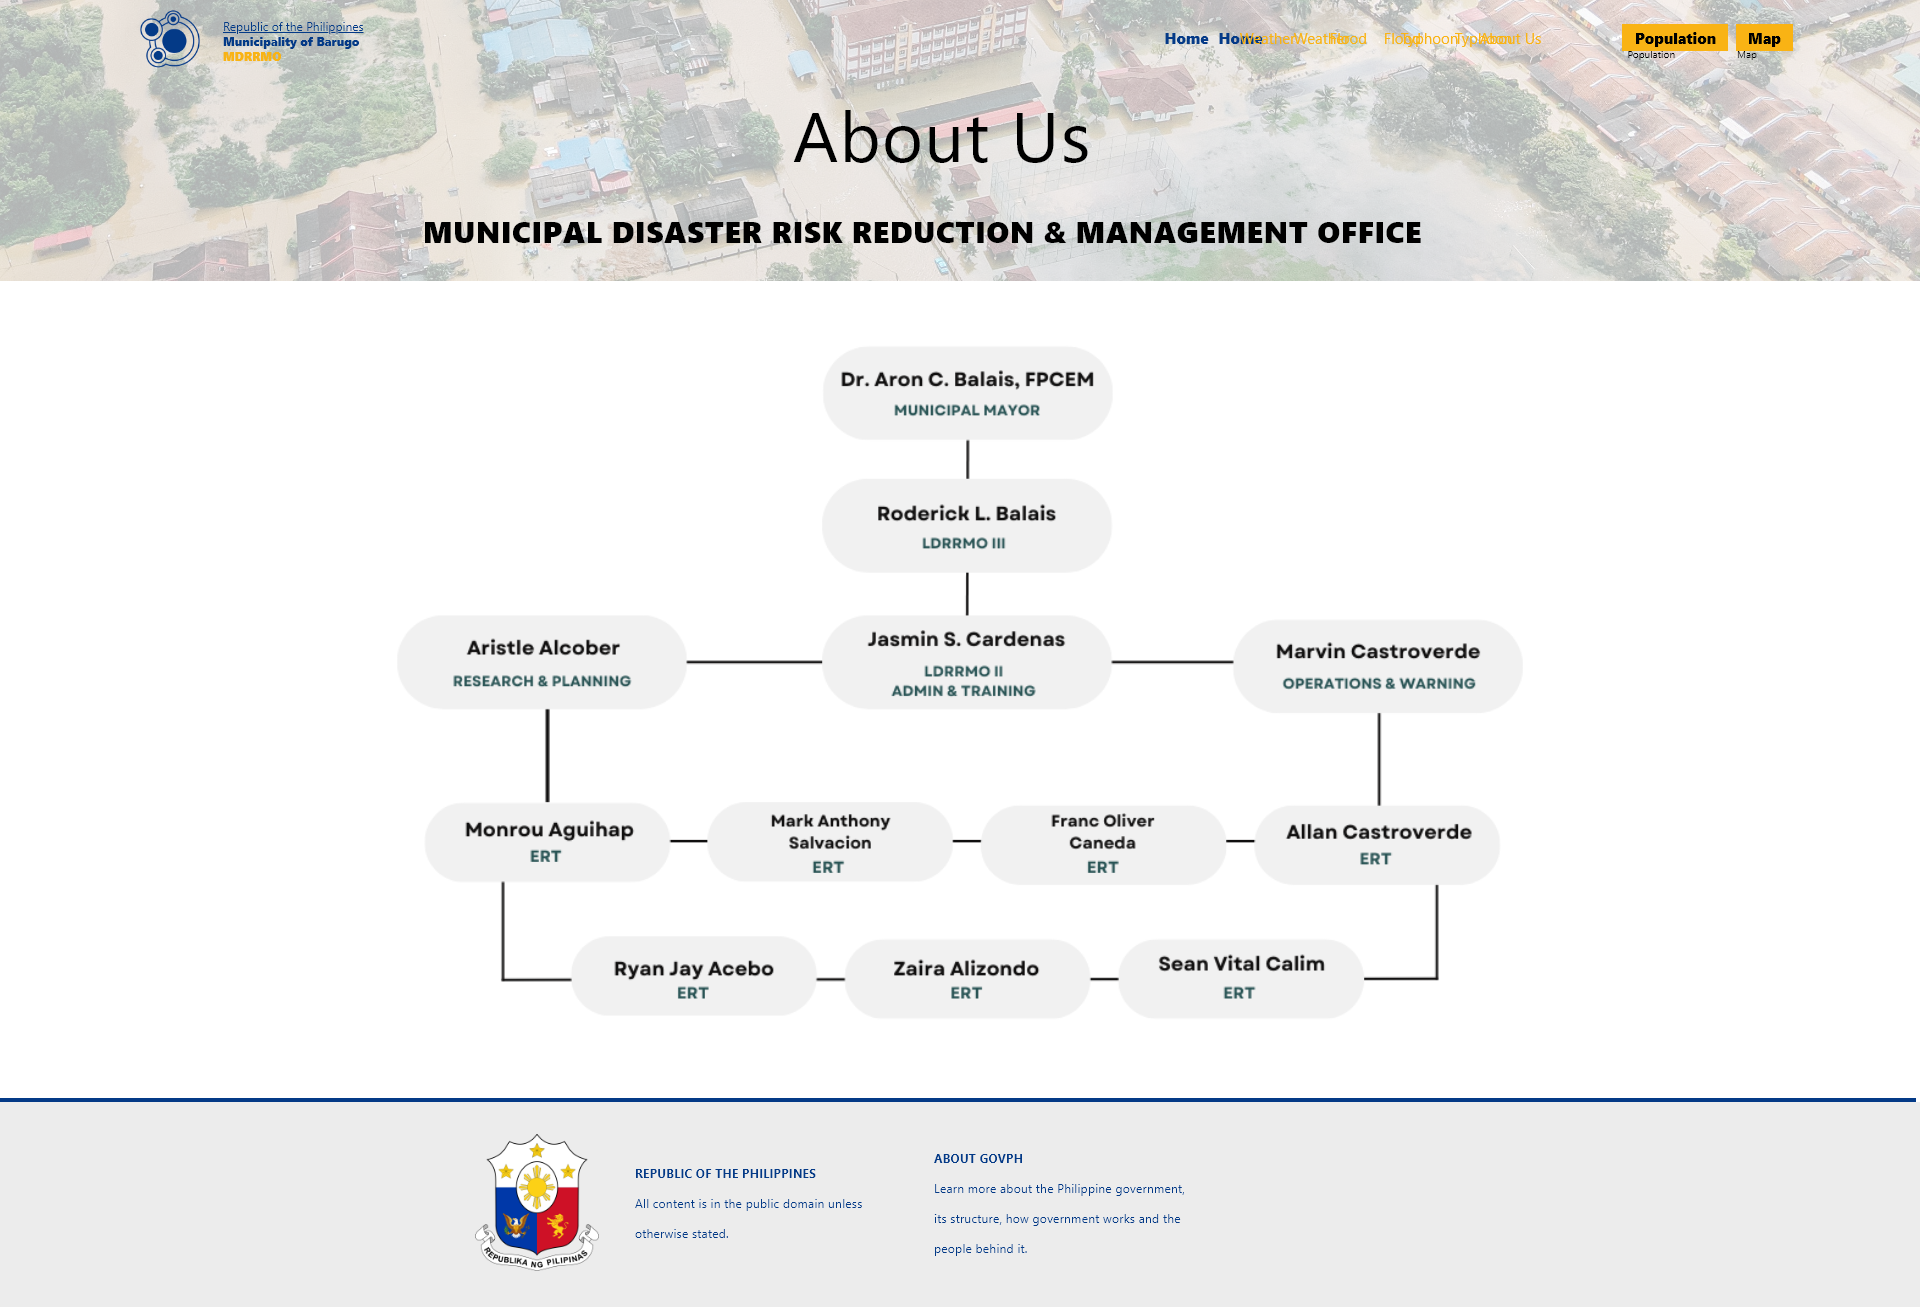 Republic of the Philippines
Municipality of Barugo
MDRRMO
Home Home Weather Weather Flood Flood Typhoon Typhoon About Us
Population Map
Population Map
About Us
MUNICIPAL DISASTER RISK REDUCTION & MANAGEMENT OFFICE
Dr. Aron C. Balais, FPCEM
MUNICIPAL MAYOR
Roderick L. Balais
LDRRMO III
Aristle Alcober
RESEARCH & PLANNING
Jasmin S. Cardenas
LDRRMO II
ADMIN & TRAINING
Marvin Castroverde
OPERATIONS & WARNING
Monrou Aguihap
ERT
Mark Anthony
Salvacion
ERT
Franc Oliver
Caneda
ERT
Allan Castroverde
ERT
Ryan Jay Acebo
ERT
Zaira Alizondo
ERT
Sean Vital Calim
ERT
REPUBLIKA NG PILIPINAS
REPUBLIC OF THE PHILIPPINES
All content is in the public domain unless
otherwise stated.
ABOUT GOVPH
Learn more about the Philippine government,
its structure, how government works and the
people behind it.